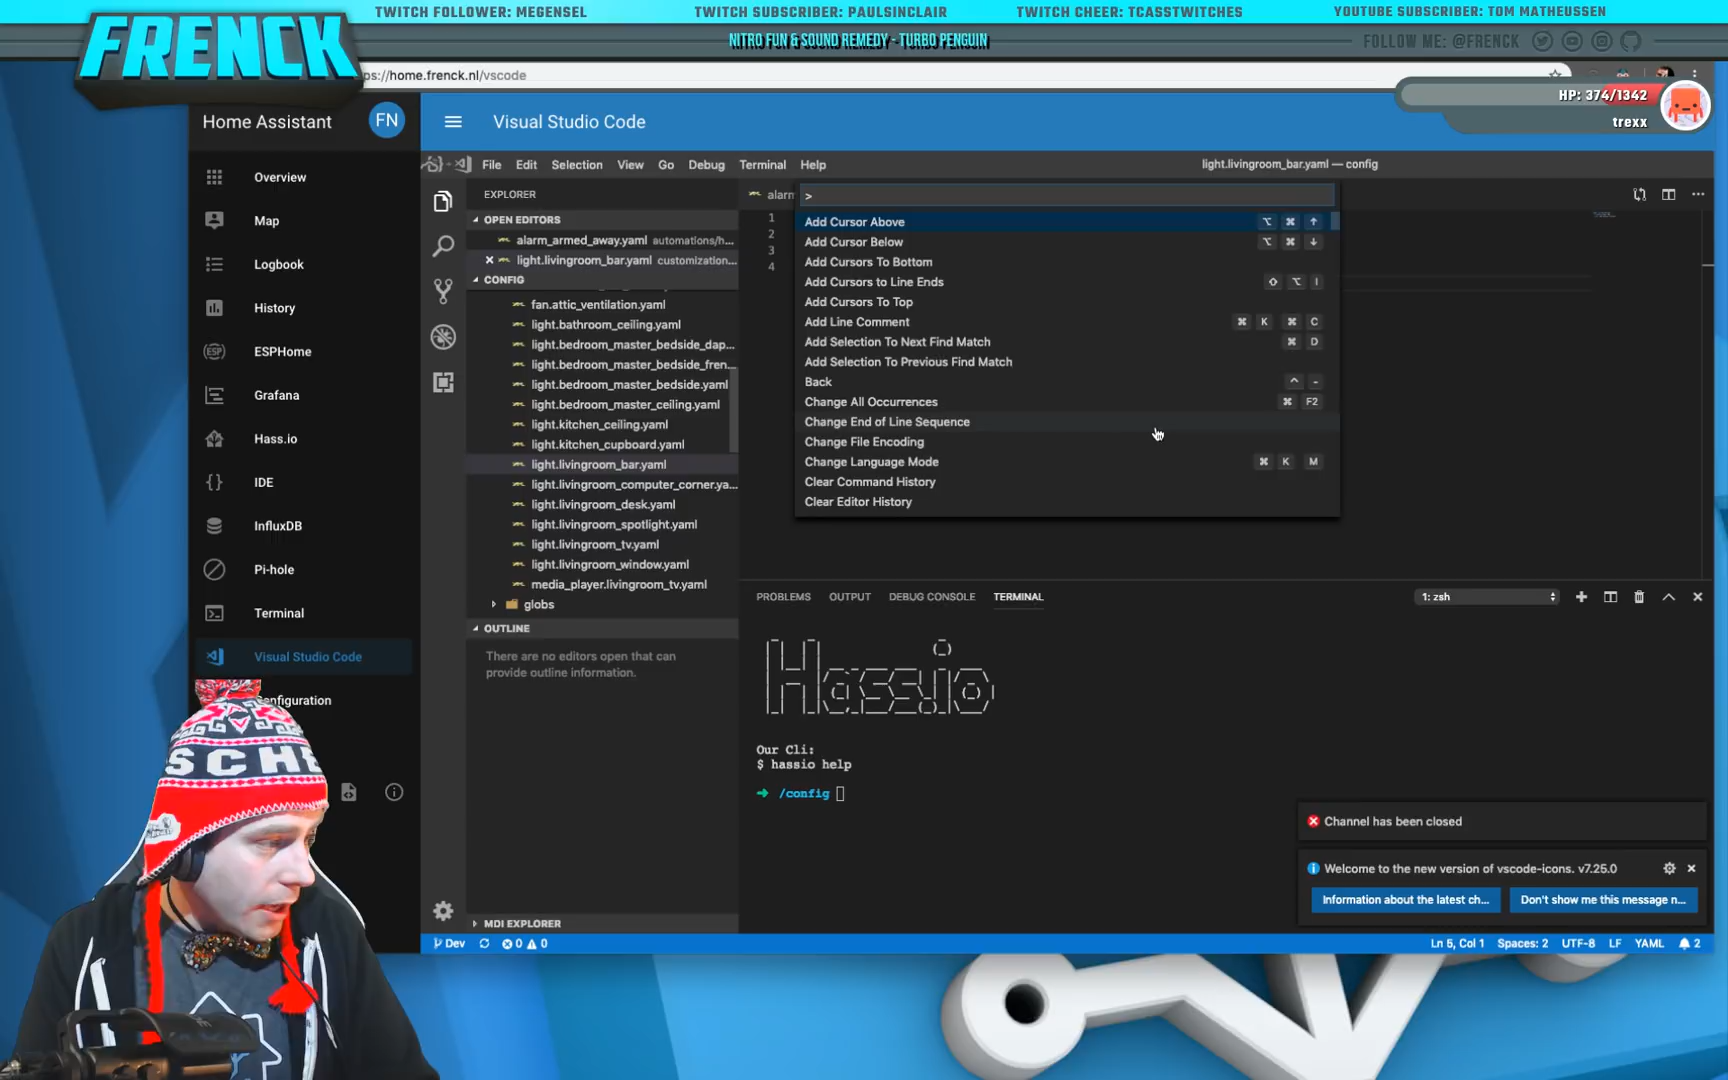 TWITCH FOLLOWER: MEGENSEL
TWITCH SUBSCRIBER: PAULSINCLAIR
TWITCH CHEER: TCASSTWITCHES
YOUTUBE SUBSCRIBER: TOM MATHEUSSEN
FRENCK
NITRO FUN & SOUND REMEDY - TURBO PENGUIN
FOLLOW ME: @FRENCK
ps://home.frenck.nl/vscode
HP: 374/1342
trexx
Home Assistant
FN
Visual Studio Code
Overview
Map
Logbook
History
ESPHome
Grafana
Hass.io
IDE
InfluxDB
Pi-hole
Terminal
Visual Studio Code
onfiguration
File Edit Selection View Go Debug Terminal Help
light.livingroom_bar.yaml — config
EXPLORER
OPEN EDITORS
alarm_armed_away.yaml automations/h...
light.livingroom_bar.yaml customization...
CONFIG
fan.attic_ventilation.yaml
light.bathroom_ceiling.yaml
light.bedroom_master_bedside_dap...
light.bedroom_master_bedside_fren...
light.bedroom_master_bedside.yaml
light.bedroom_master_ceiling.yaml
light.kitchen_ceiling.yaml
light.kitchen_cupboard.yaml
light.livingroom_bar.yaml
light.livingroom_computer_corner.ya...
light.livingroom_desk.yaml
light.livingroom_spotlight.yaml
light.livingroom_tv.yaml
light.livingroom_window.yaml
media_player.livingroom_tv.yaml
globs
OUTLINE
There are no editors open that can
provide outline information.
MDI EXPLORER
alarm
1
2
3
4
>
Add Cursor Above ⌥ ⌘ ↑
Add Cursor Below ⌥ ⌘ ↓
Add Cursors To Bottom
Add Cursors to Line Ends ⇧ ⌥ I
Add Cursors To Top
Add Line Comment ⌘ K ⌘ C
Add Selection To Next Find Match ⌘ D
Add Selection To Previous Find Match
Back ^ -
Change All Occurrences ⌘ F2
Change End of Line Sequence
Change File Encoding
Change Language Mode ⌘ K M
Clear Command History
Clear Editor History
PROBLEMS OUTPUT DEBUG CONSOLE TERMINAL
1: zsh
Hass.io
Our Cli:
$ hassio help
➜ /config
Channel has been closed
Welcome to the new version of vscode-icons. v7.25.0
Information about the latest ch...
Don't show me this message n...
Dev
0
0
Ln 5, Col 1
Spaces: 2
UTF-8
LF
YAML
2
SCHE